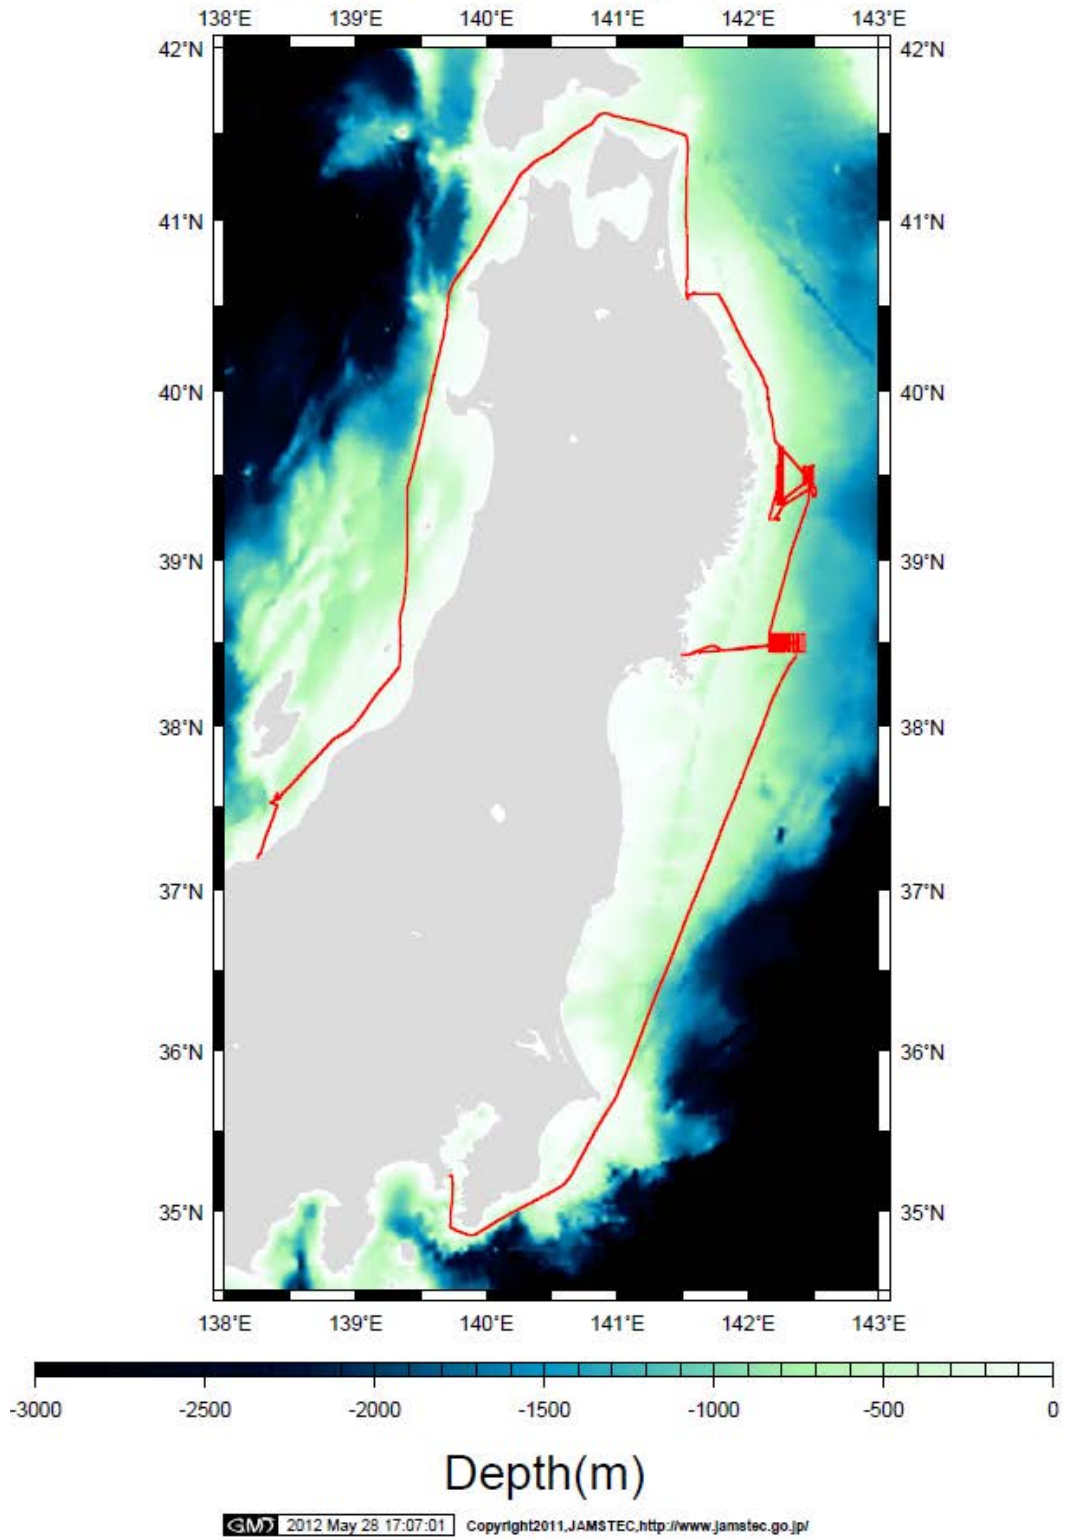 138°E 139°E 140°E 141°E 142°E 143°E
42°N 42°N
41°N 41°N
40°N 40°N
39°N 39°N
38°N 38°N
37°N 37°N
36°N 36°N
35°N 35°N
138°E 139°E 140°E 141°E 142°E 143°E
-3000 -2500 -2000 -1500 -1000 -500 0
Depth(m)
GMT 2012 May 28 17:07:01 Copyright2011,JAMSTEC,http://www.jamstec.go.jp/